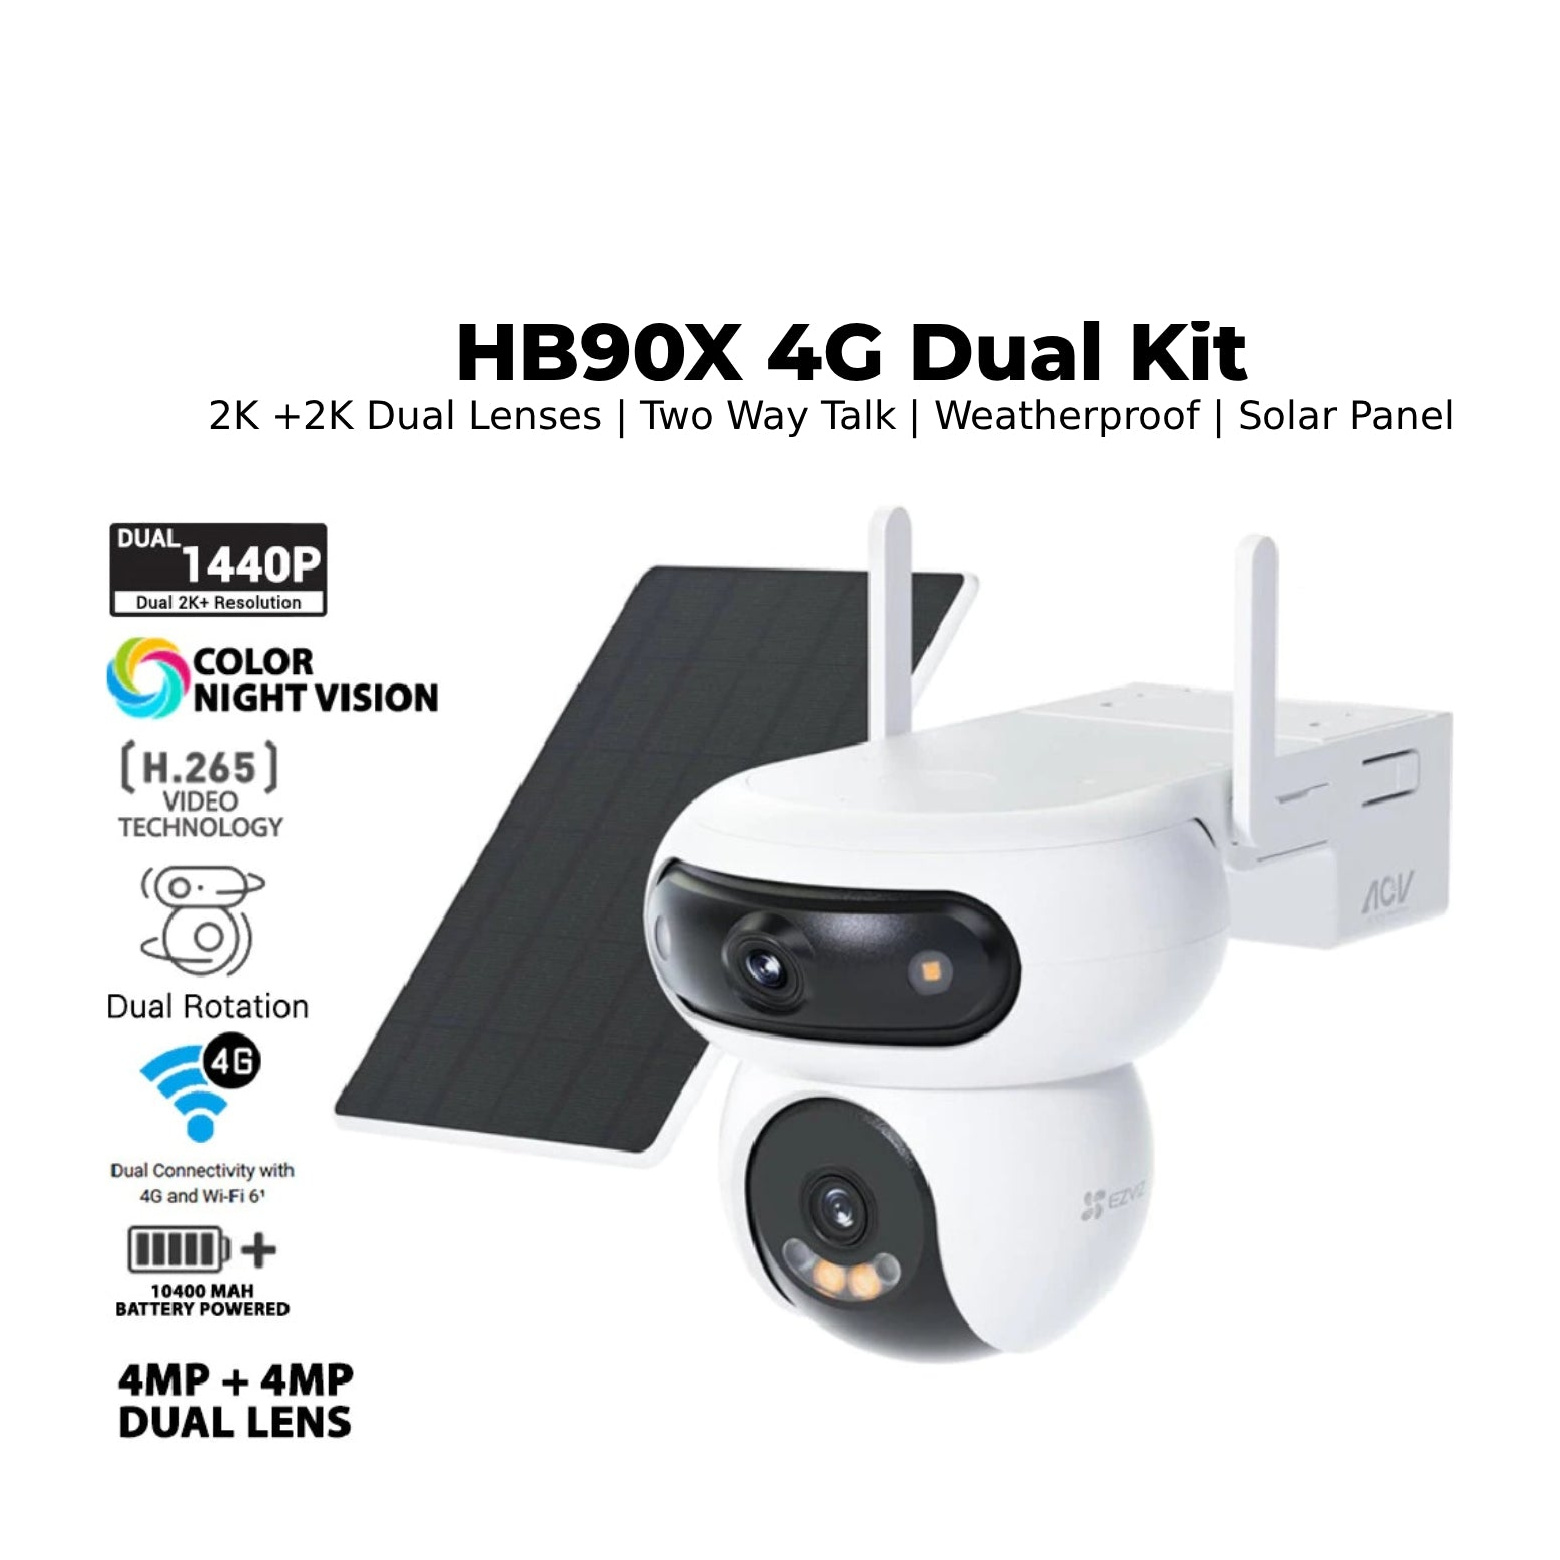 HB90X 4G Dual Kit
2K +2K Dual Lenses | Two Way Talk | Weatherproof | Solar Panel
DUAL
1440P
Dual 2K+ Resolution
COLOR
NIGHT VISION
[H.265]
VIDEO
TECHNOLOGY
Dual Rotation
4G
Dual Connectivity with
4G and Wi-Fi 6¹
+
10400 MAH
BATTERY POWERED
4MP + 4MP
DUAL LENS
AOV
EZVIZ